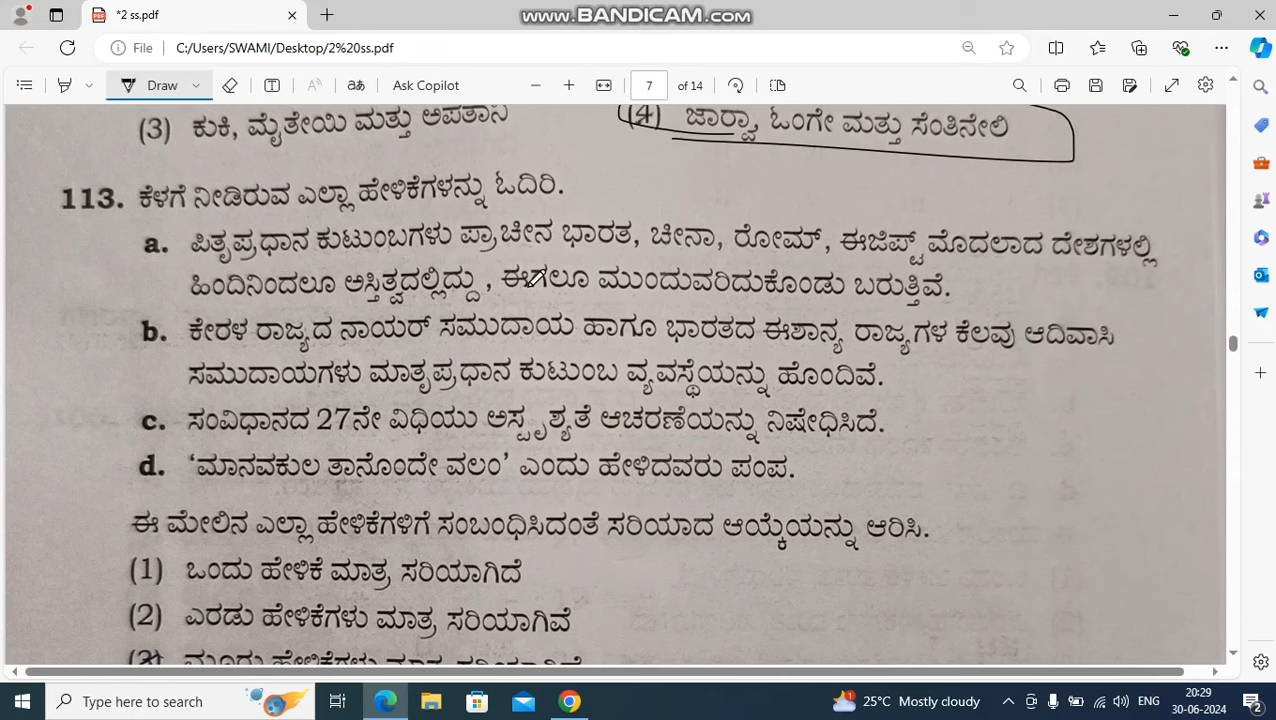 www.BANDICAM.com
*2 ss.pdf
File C:/Users/SWAMI/Desktop/2%20ss.pdf
Draw Ask Copilot 7 of 14
(3) ಕುಕಿ, ಮೈತೇಯಿ ಮತ್ತು ಅಪತಾನಿ (4) ಜಾರ್‍ವಾ, ಓಂಗೇ ಮತ್ತು ಸೆಂತಿನೇಲಿ
113. ಕೆಳಗೆ ನೀಡಿರುವ ಎಲ್ಲಾ ಹೇಳಿಕೆಗಳನ್ನು ಓದಿರಿ.
a. ಪಿತೃಪ್ರಧಾನ ಕುಟುಂಬಗಳು ಪ್ರಾಚೀನ ಭಾರತ, ಚೀನಾ, ರೋಮ್, ಈಜಿಪ್ಟ್ ಮೊದಲಾದ ದೇಶಗಳಲ್ಲಿ
ಹಿಂದಿನಿಂದಲೂ ಅಸ್ತಿತ್ವದಲ್ಲಿದ್ದು, ಈಗಲೂ ಮುಂದುವರಿದುಕೊಂಡು ಬರುತ್ತಿವೆ.
b. ಕೇರಳ ರಾಜ್ಯದ ನಾಯರ್ ಸಮುದಾಯ ಹಾಗೂ ಭಾರತದ ಈಶಾನ್ಯ ರಾಜ್ಯಗಳ ಕೆಲವು ಆದಿವಾಸಿ
ಸಮುದಾಯಗಳು ಮಾತೃಪ್ರಧಾನ ಕುಟುಂಬ ವ್ಯವಸ್ಥೆಯನ್ನು ಹೊಂದಿವೆ.
c. ಸಂವಿಧಾನದ 27ನೇ ವಿಧಿಯು ಅಸ್ಪೃಶ್ಯತೆ ಆಚರಣೆಯನ್ನು ನಿಷೇಧಿಸಿದೆ.
d. 'ಮಾನವಕುಲ ತಾನೊಂದೇ ವಲಂ' ಎಂದು ಹೇಳಿದವರು ಪಂಪ.
ಈ ಮೇಲಿನ ಎಲ್ಲಾ ಹೇಳಿಕೆಗಳಿಗೆ ಸಂಬಂಧಿಸಿದಂತೆ ಸರಿಯಾದ ಆಯ್ಕೆಯನ್ನು ಆರಿಸಿ.
(1) ಒಂದು ಹೇಳಿಕೆ ಮಾತ್ರ ಸರಿಯಾಗಿದೆ
(2) ಎರಡು ಹೇಳಿಕೆಗಳು ಮಾತ್ರ ಸರಿಯಾಗಿವೆ
(3) ಮೂರು ಹೇಳಿಕೆಗಳು ಮಾತ್ರ ಸರಿಯಾಗಿವೆ
Type here to search 25°C Mostly cloudy ENG 20:29
30-06-2024 2